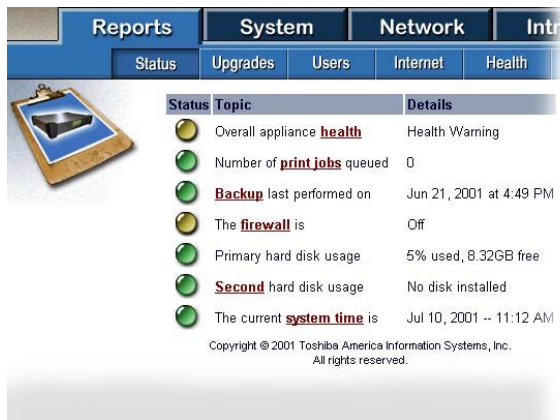 Reports System Network
Status Upgrades Users Internet Health
Status Topic Details
Overall appliance health Health Warning
Number of print jobs queued 0
Backup last performed on Jun 21, 2001 at 4:49 PM
The firewall is Off
Primary hard disk usage 5% used, 8.32GB free
Second hard disk usage No disk installed
The current system time is Jul 10, 2001 -- 11:12 AM
Copyright © 2001 Toshiba America Information Systems, Inc.
All rights reserved.